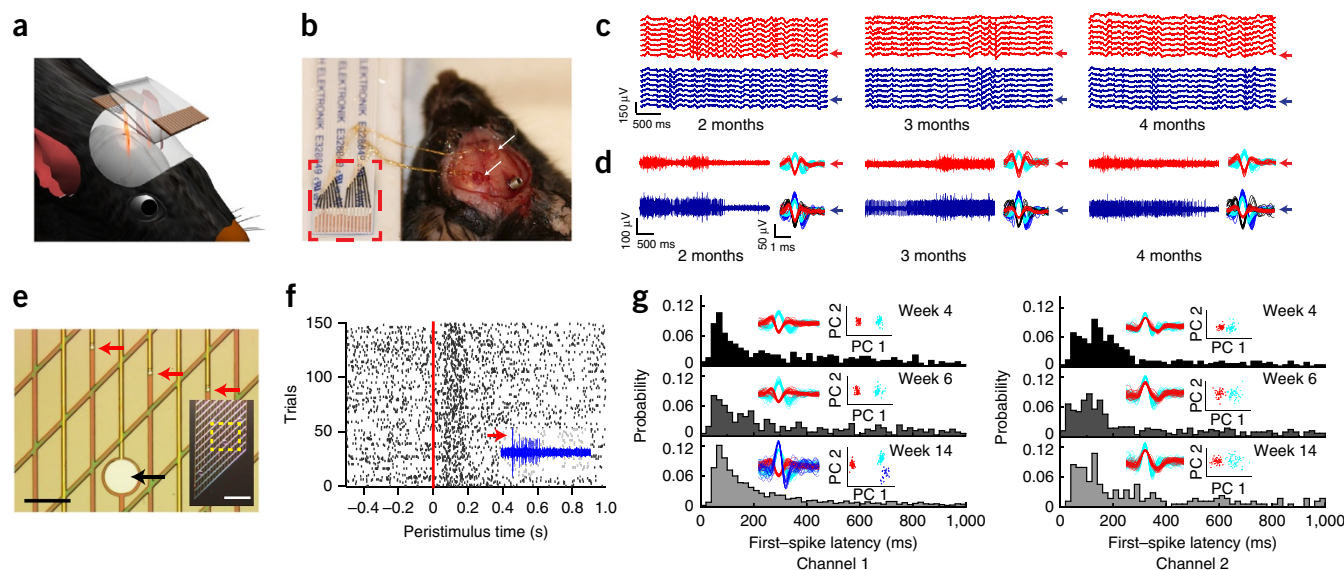 a
b
ELEKTRONIK E32849
ELEKTRONIK
ELEKTRONIK E32864
c
150 µV
500 ms
2 months
3 months
4 months
d
100 µV
500 ms
50 µV
1 ms
2 months
3 months
4 months
e
f
150
100
50
0
Trials
–0.4 –0.2 0 0.2 0.4 0.6 0.8 1.0
Peristimulus time (s)
g
0.12
0.06
0
PC 2
PC 1
Week 4
0.12
0.06
0
PC 2
PC 1
Week 6
0.12
0.06
0
PC 2
PC 1
Week 14
Probability
0 200 400 600 800 1,000
First–spike latency (ms)
Channel 1
0.12
0.06
0
PC 2
PC 1
Week 4
0.12
0.06
0
PC 2
PC 1
Week 6
0.12
0.06
0
PC 2
PC 1
Week 14
Probability
0 200 400 600 800 1,000
First–spike latency (ms)
Channel 2